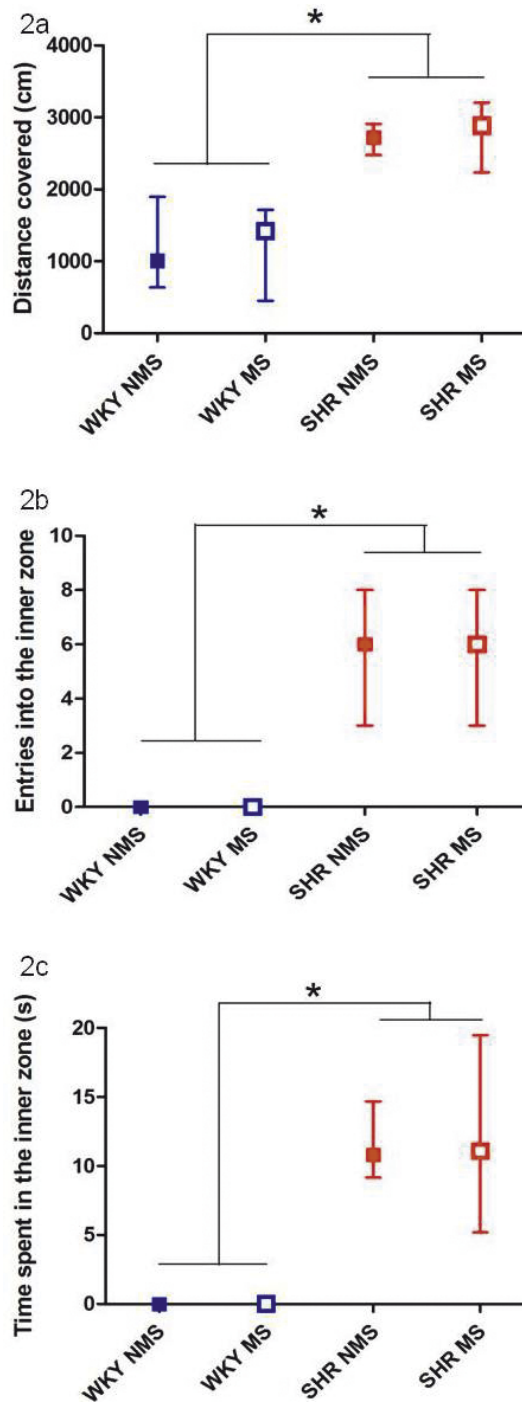 2a
*
Distance covered (cm)
4000
3000
2000
1000
0
WKY NMS
WKY MS
SHR NMS
SHR MS
2b
*
Entries into the inner zone
10
8
6
4
2
0
WKY NMS
WKY MS
SHR NMS
SHR MS
2c
*
Time spent in the inner zone (s)
20
15
10
5
0
WKY NMS
WKY MS
SHR NMS
SHR MS